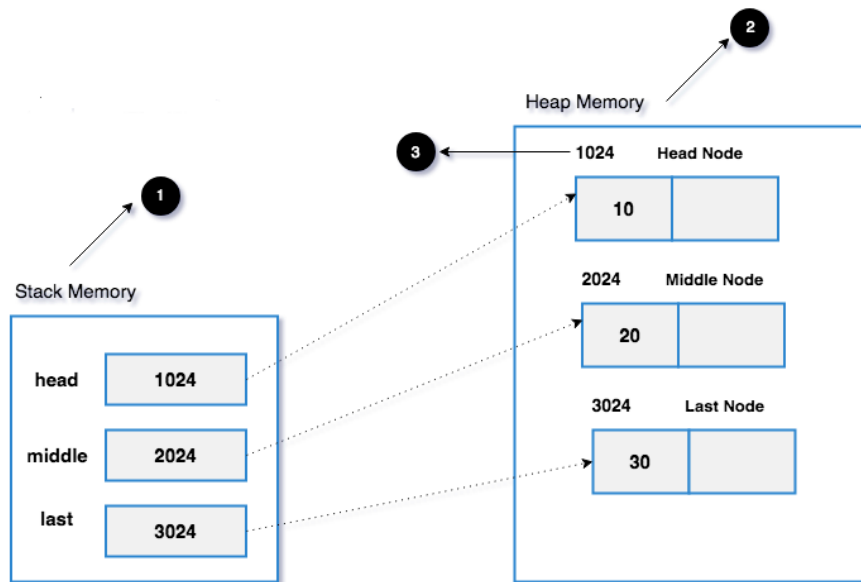 2
Heap Memory
3
1024 Head Node
10
1
2024 Middle Node
Stack Memory
20
head 1024
3024 Last Node
middle 2024
30
last 3024